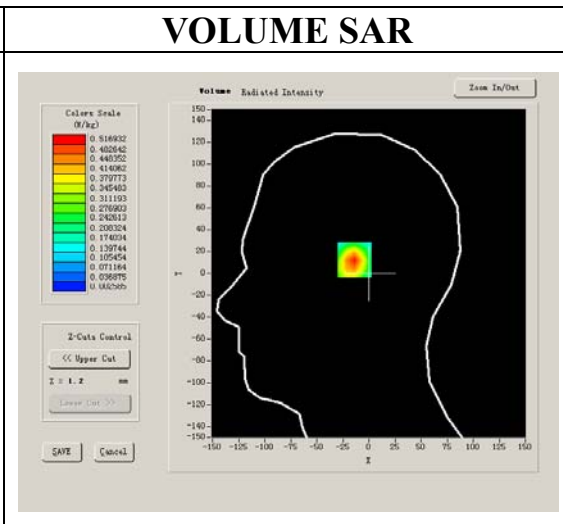 VOLUME SAR
Volume Radiated Intensity
Zoom In/Out
Colors Scale
(W/kg)
0.516932
0.482642
0.448352
0.414062
0.379773
0.345483
0.311193
0.276903
0.242613
0.208324
0.174034
0.139744
0.105454
0.071164
0.036875
0.002585
Z-Cuts Control
<< Upper Cut
Z = 1.2 mm
Lower Cut >>
SAVE
Cancel
150
140
120
100
80
60
40
20
0
-20
-40
-60
-80
-100
-120
-140
-150
Y
-150 -125 -100 -75 -50 -25 0 25 50 75 100 125 150
X